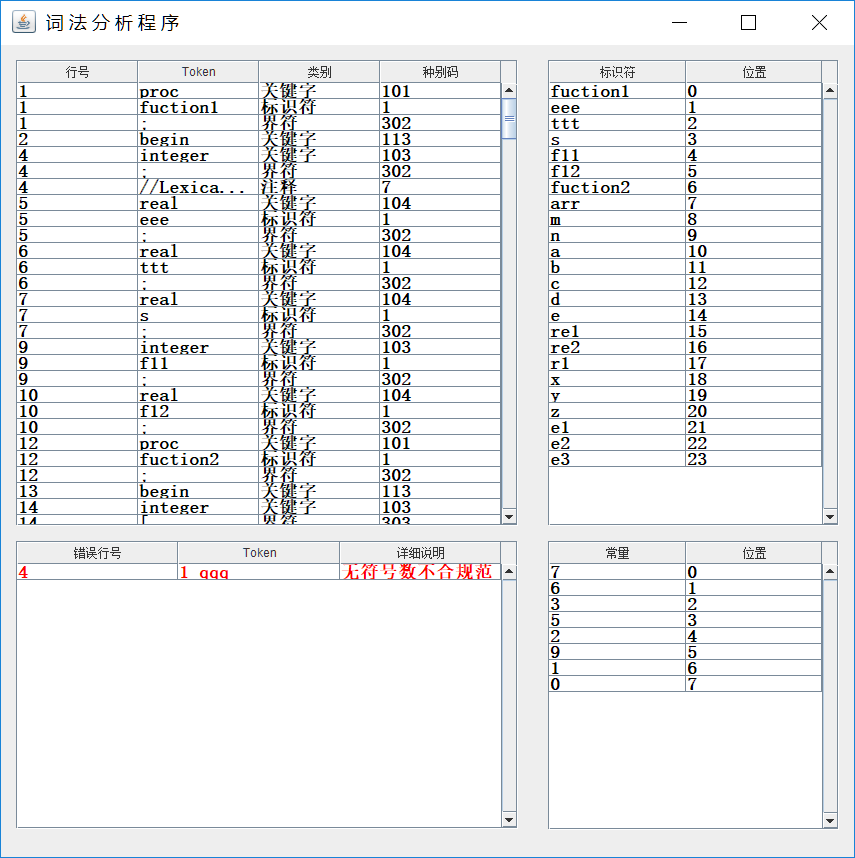 词法分析程序
行号 Token 类别 种别码
1 proc 关键字 101
1 fuction1 标识符 1
1 ; 界符 302
2 begin 关键字 113
4 integer 关键字 103
4 ; 界符 302
4 //Lexica... 注释 7
5 real 关键字 104
5 eee 标识符 1
5 ; 界符 302
6 real 关键字 104
6 ttt 标识符 1
6 ; 界符 302
7 real 关键字 104
7 s 标识符 1
7 ; 界符 302
9 integer 关键字 103
9 f11 标识符 1
9 ; 界符 302
10 real 关键字 104
10 f12 标识符 1
10 ; 界符 302
12 proc 关键字 101
12 fuction2 标识符 1
12 ; 界符 302
13 begin 关键字 113
14 integer 关键字 103
14 [ 界符 303
标识符 位置
fuction1 0
eee 1
ttt 2
s 3
f11 4
f12 5
fuction2 6
arr 7
m 8
n 9
a 10
b 11
c 12
d 13
e 14
re1 15
re2 16
r1 17
x 18
y 19
z 20
e1 21
e2 22
e3 23
错误行号 Token 详细说明
4 1 qqq 无符号数不合规范
常量 位置
7 0
6 1
3 2
5 3
2 4
9 5
1 6
0 7